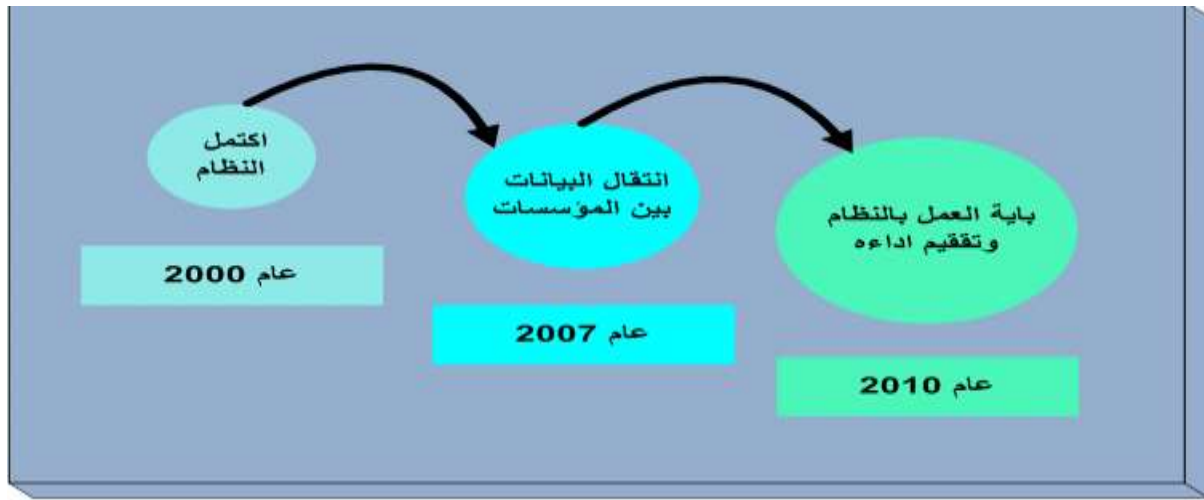 اكتمل
النظام
عام 2000
انتقال البيانات
بين المؤسسات
عام 2007
باية العمل بالنظام
وتققيم اداءه
عام 2010